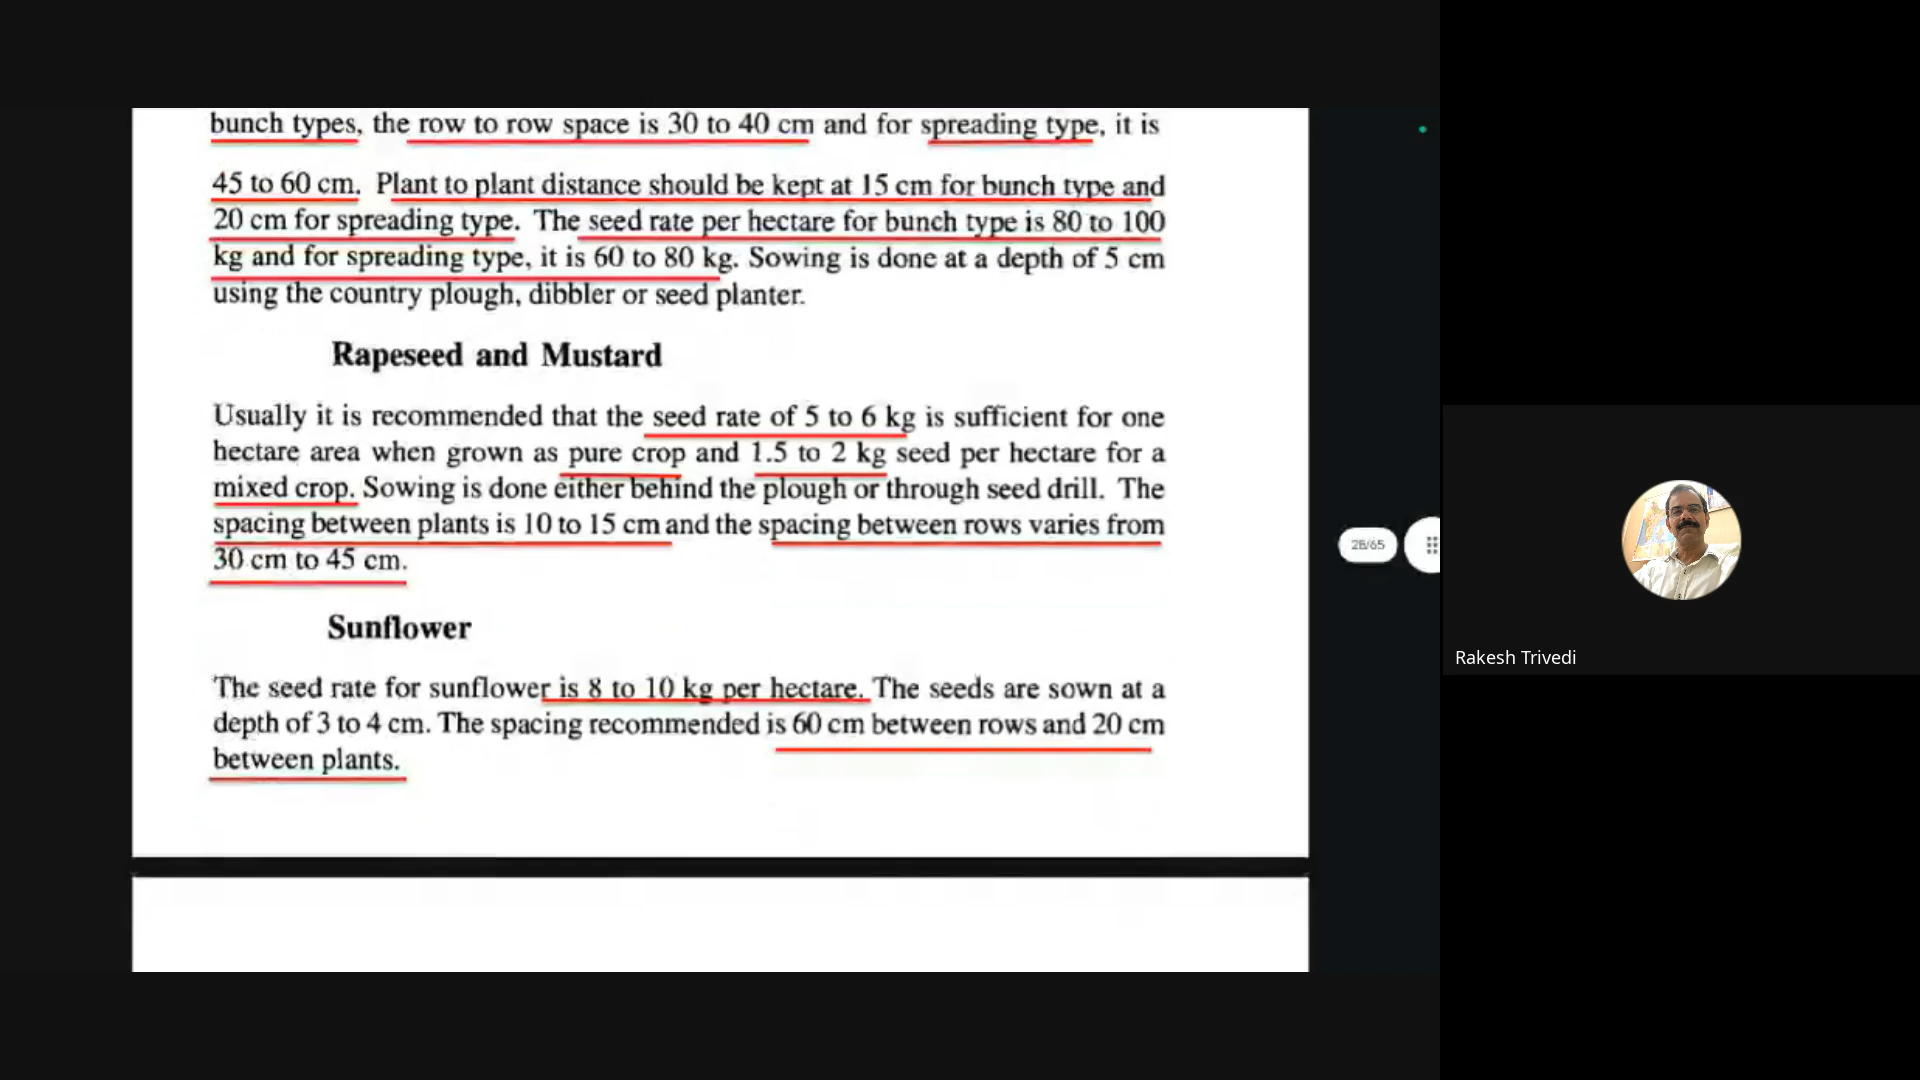 bunch types, the row to row space is 30 to 40 cm and for spreading type, it is
45 to 60 cm. Plant to plant distance should be kept at 15 cm for bunch type and
20 cm for spreading type. The seed rate per hectare for bunch type is 80 to 100
kg and for spreading type, it is 60 to 80 kg. Sowing is done at a depth of 5 cm
using the country plough, dibbler or seed planter.
Rapeseed and Mustard
Usually it is recommended that the seed rate of 5 to 6 kg is sufficient for one
hectare area when grown as pure crop and 1.5 to 2 kg seed per hectare for a
mixed crop. Sowing is done either behind the plough or through seed drill. The
spacing between plants is 10 to 15 cm and the spacing between rows varies from
30 cm to 45 cm.
Sunflower
The seed rate for sunflower is 8 to 10 kg per hectare. The seeds are sown at a
depth of 3 to 4 cm. The spacing recommended is 60 cm between rows and 20 cm
between plants.
28/65
Rakesh Trivedi